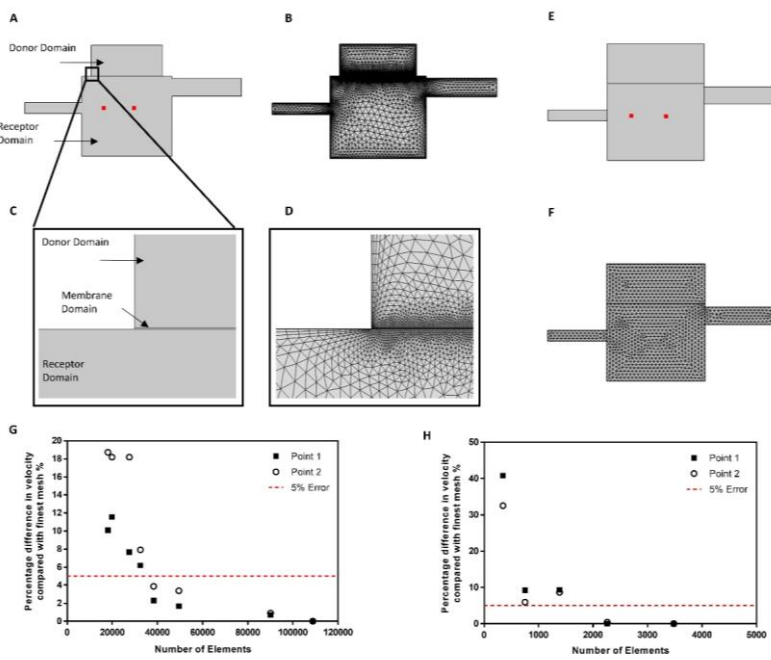 A
B
E
Donor Domain
Receptor
Domain
C
D
F
Donor Domain
Membrane
Domain
Receptor
Domain
G
Percentage difference in velocity
compared with finest mesh %
20
18
16
14
12
10
8
6
4
2
0
0 20000 40000 60000 80000 100000 120000
Number of Elements
Point 1
Point 2
5% Error
H
Percentage difference in velocity
compared with finest mesh %
50
40
30
20
10
0
0 1000 2000 3000 4000 5000
Number of Elements
Point 1
Point 2
5% Error